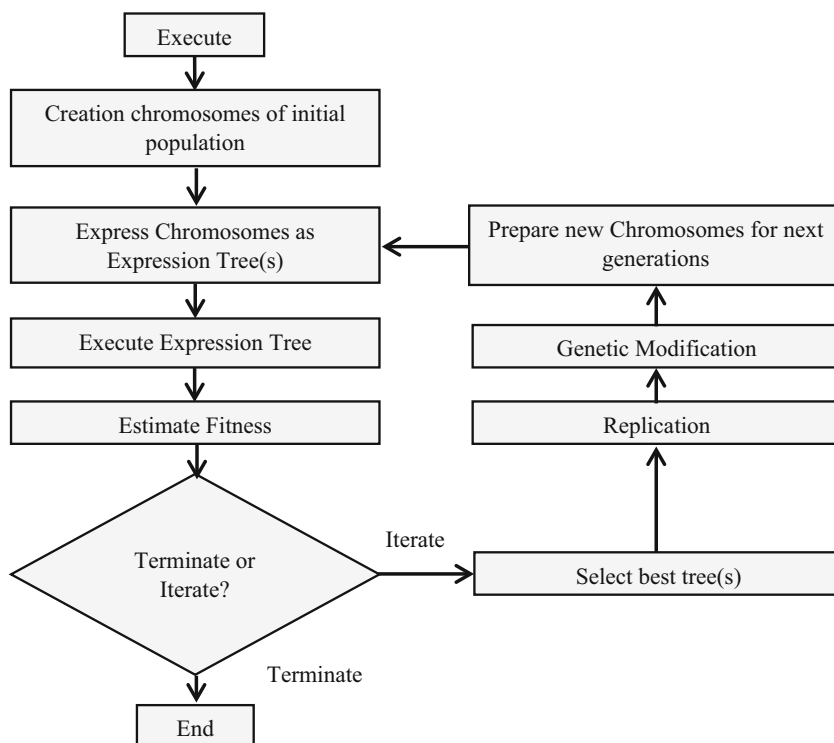 Execute
Creation chromosomes of initial
population
Express Chromosomes as
Expression Tree(s)
Execute Expression Tree
Estimate Fitness
Terminate or
Iterate?
Iterate
Select best tree(s)
Replication
Genetic Modification
Prepare new Chromosomes for next
generations
Terminate
End